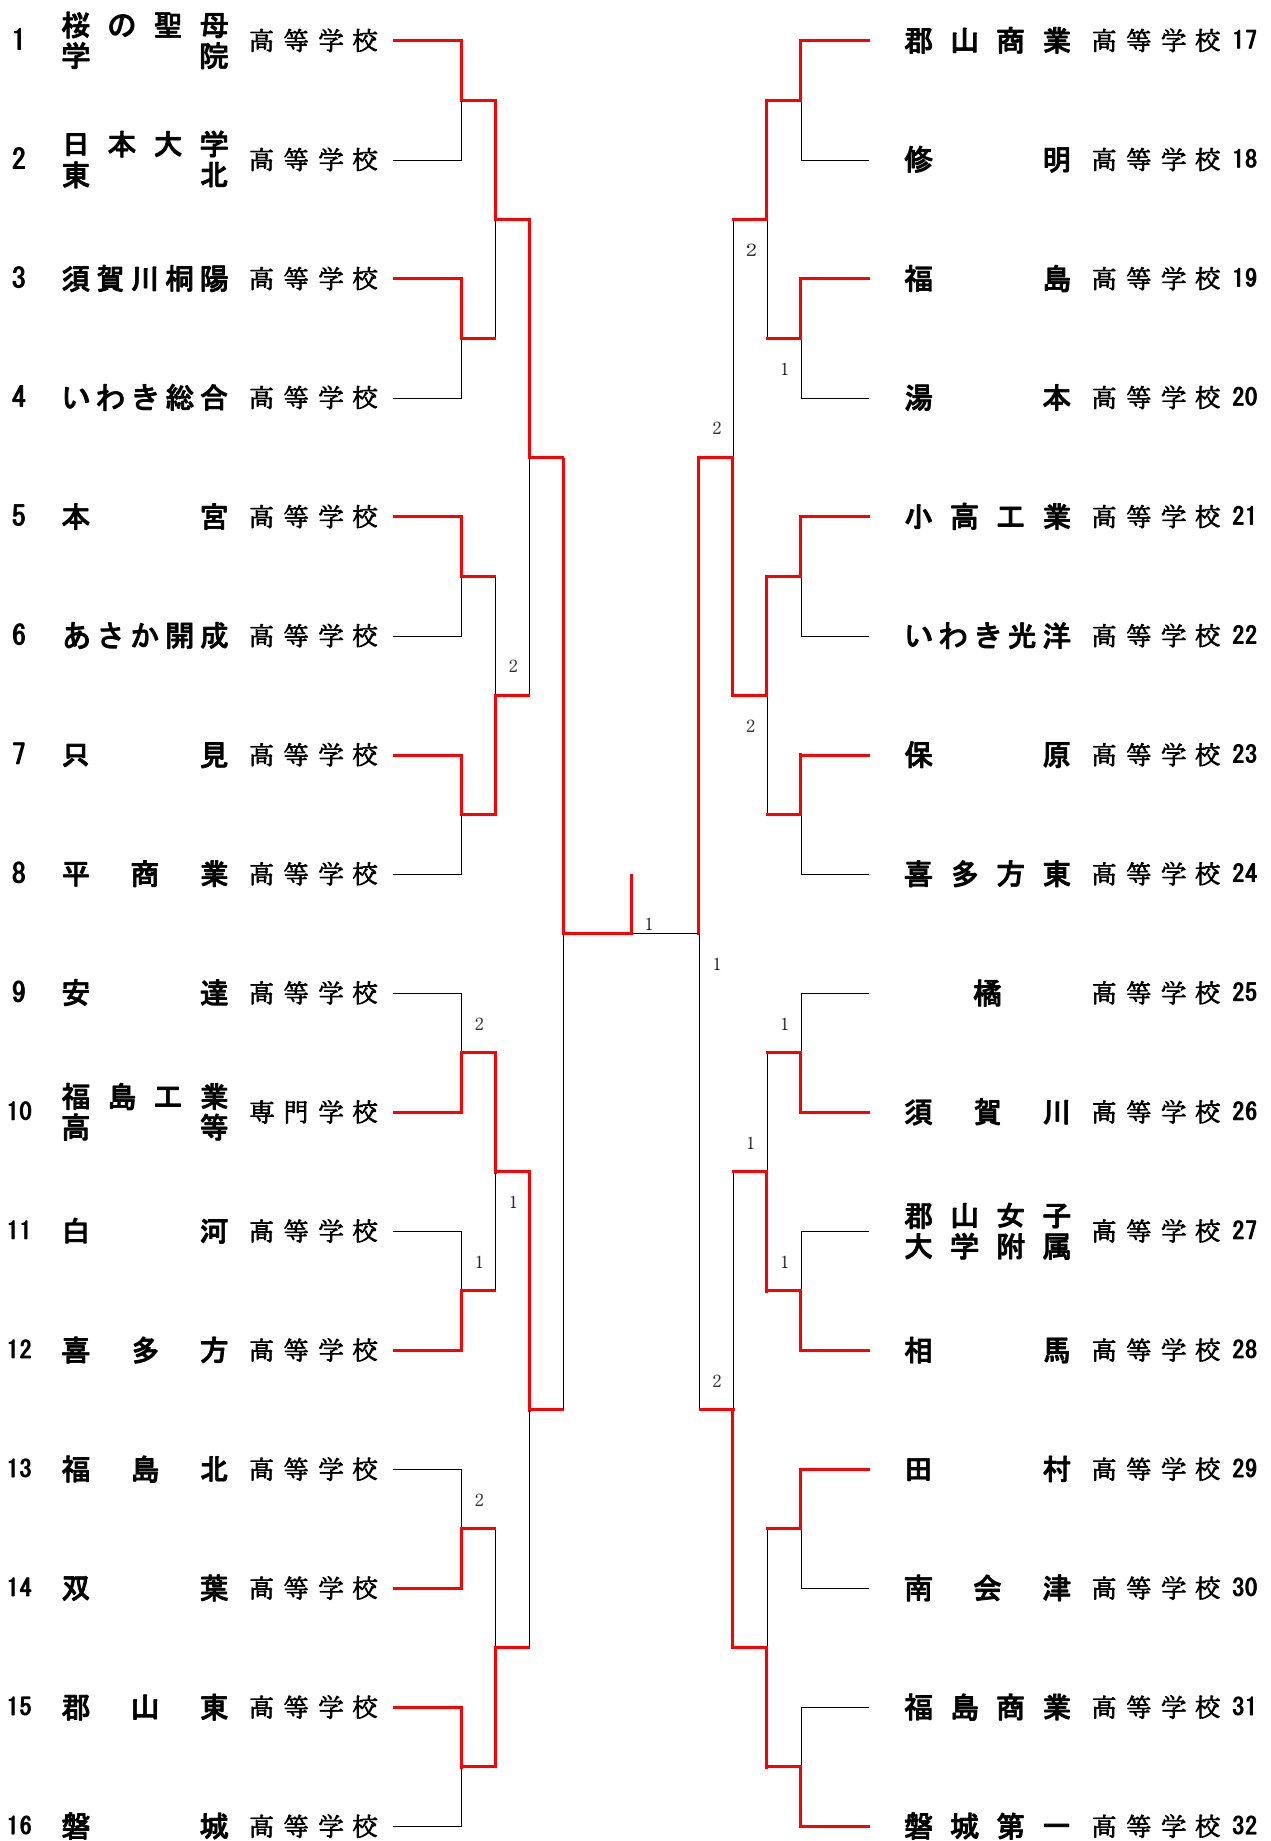 1 桜の聖母学院 高等学校
2 日本大学東北 高等学校
3 須賀川桐陽 高等学校
4 いわき総合 高等学校
5 本宮 高等学校
6 あさか開成 高等学校
2
7 只見 高等学校
8 平商業 高等学校
9 安達 高等学校
2
10 福島工業高等 専門学校
1
11 白河 高等学校
1
12 喜多方 高等学校
13 福島北 高等学校
2
14 双葉 高等学校
15 郡山東 高等学校
16 磐城 高等学校
1
郡山商業 高等学校 17
修明 高等学校 18
2
福島 高等学校 19
1
湯本 高等学校 20
2
小高工業 高等学校 21
いわき光洋 高等学校 22
2
保原 高等学校 23
喜多方東 高等学校 24
1
橘 高等学校 25
1
須賀川 高等学校 26
1
郡山女子大学附属 高等学校 27
1
相馬 高等学校 28
2
田村 高等学校 29
南会津 高等学校 30
福島商業 高等学校 31
磐城第一 高等学校 32